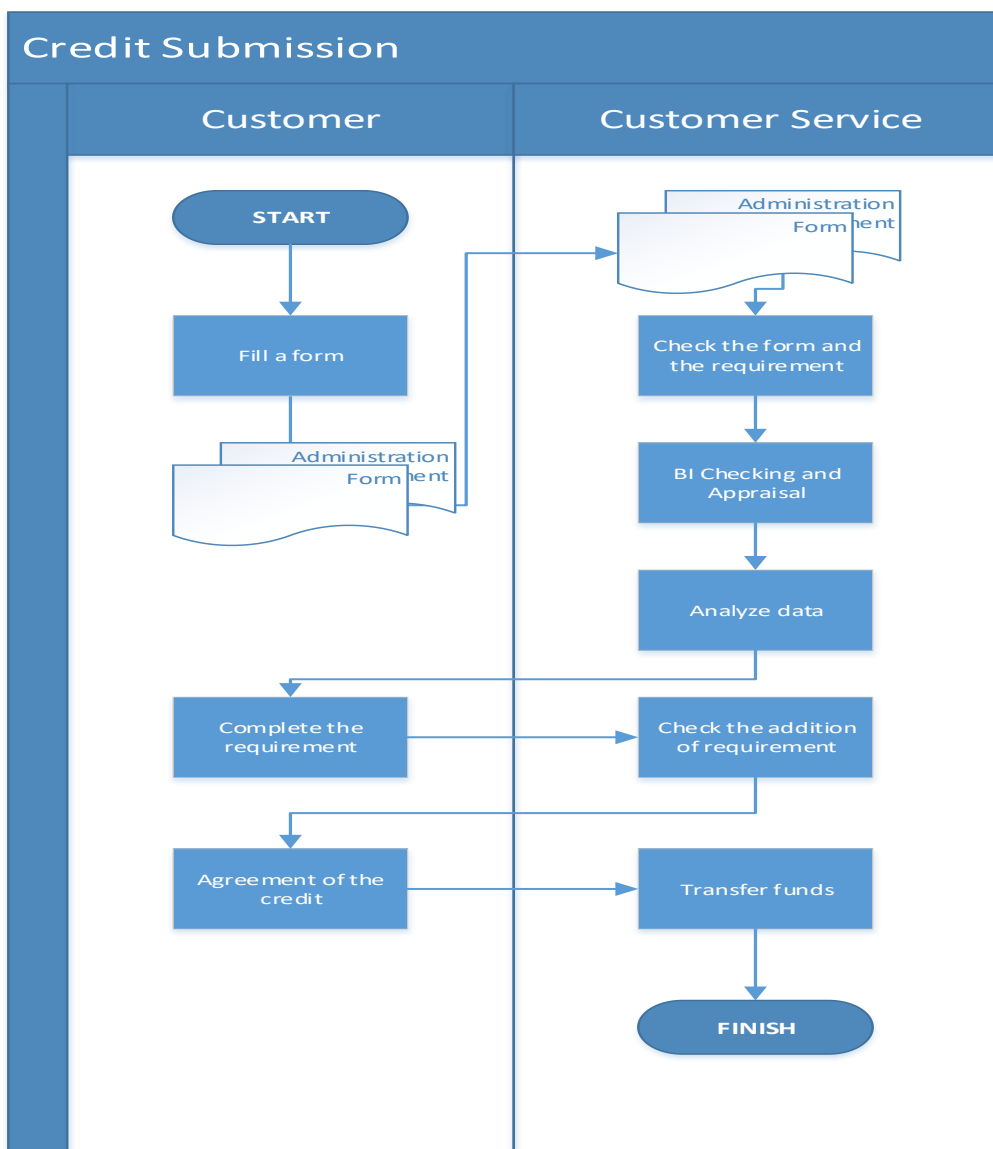 Credit Submission
Customer
Customer Service
START
Administration
Form
Fill a form
Check the form and
the requirement
Administration
Form
BI Checking and
Appraisal
Analyze data
Complete the
requirement
Check the addition
of requirement
Agreement of the
credit
Transfer funds
FINISH